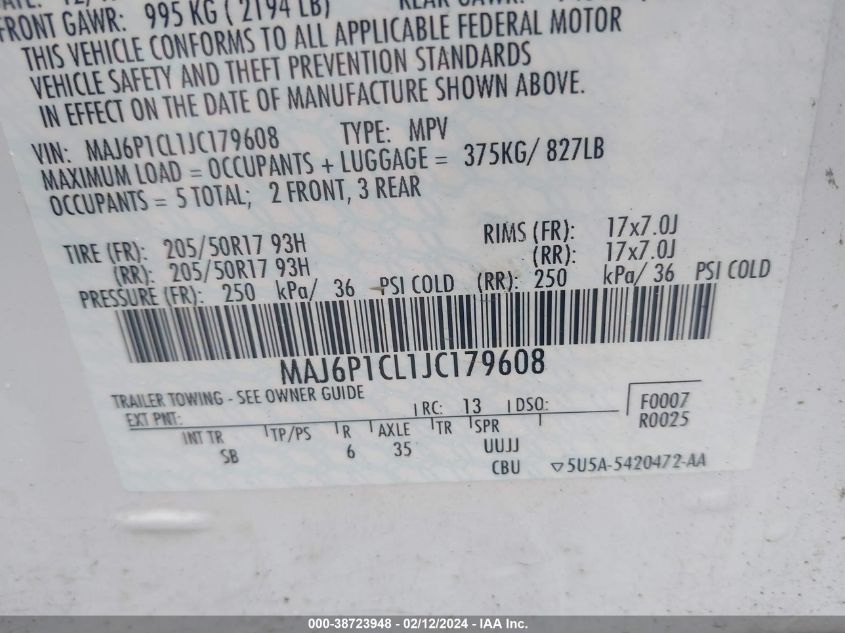 FRONT GAWR: 995 KG ( 2194 LB)
THIS VEHICLE CONFORMS TO ALL APPLICABLE FEDERAL MOTOR
VEHICLE SAFETY AND THEFT PREVENTION STANDARDS
IN EFFECT ON THE DATE OF MANUFACTURE SHOWN ABOVE.
VIN: MAJ6P1CL1JC179608 TYPE: MPV
MAXIMUM LOAD = OCCUPANTS + LUGGAGE = 375KG/ 827LB
OCCUPANTS = 5 TOTAL; 2 FRONT, 3 REAR
TIRE (FR): 205/50R17 93H RIMS (FR): 17x7.0J
(RR): 205/50R17 93H (RR): 17x7.0J
PRESSURE (FR): 250 kPa/ 36 PSI COLD (RR): 250 kPa/ 36 PSI COLD
MAJ6P1CL1JC179608
TRAILER TOWING - SEE OWNER GUIDE
EXT PNT: RC: 13 DSO: F0007
INT TR TP/PS R AXLE TR SPR R0025
SB 6 35 UUJJ
CBU ▽5U5A-5420472-AA
000-38723948 - 02/12/2024 - IAA Inc.